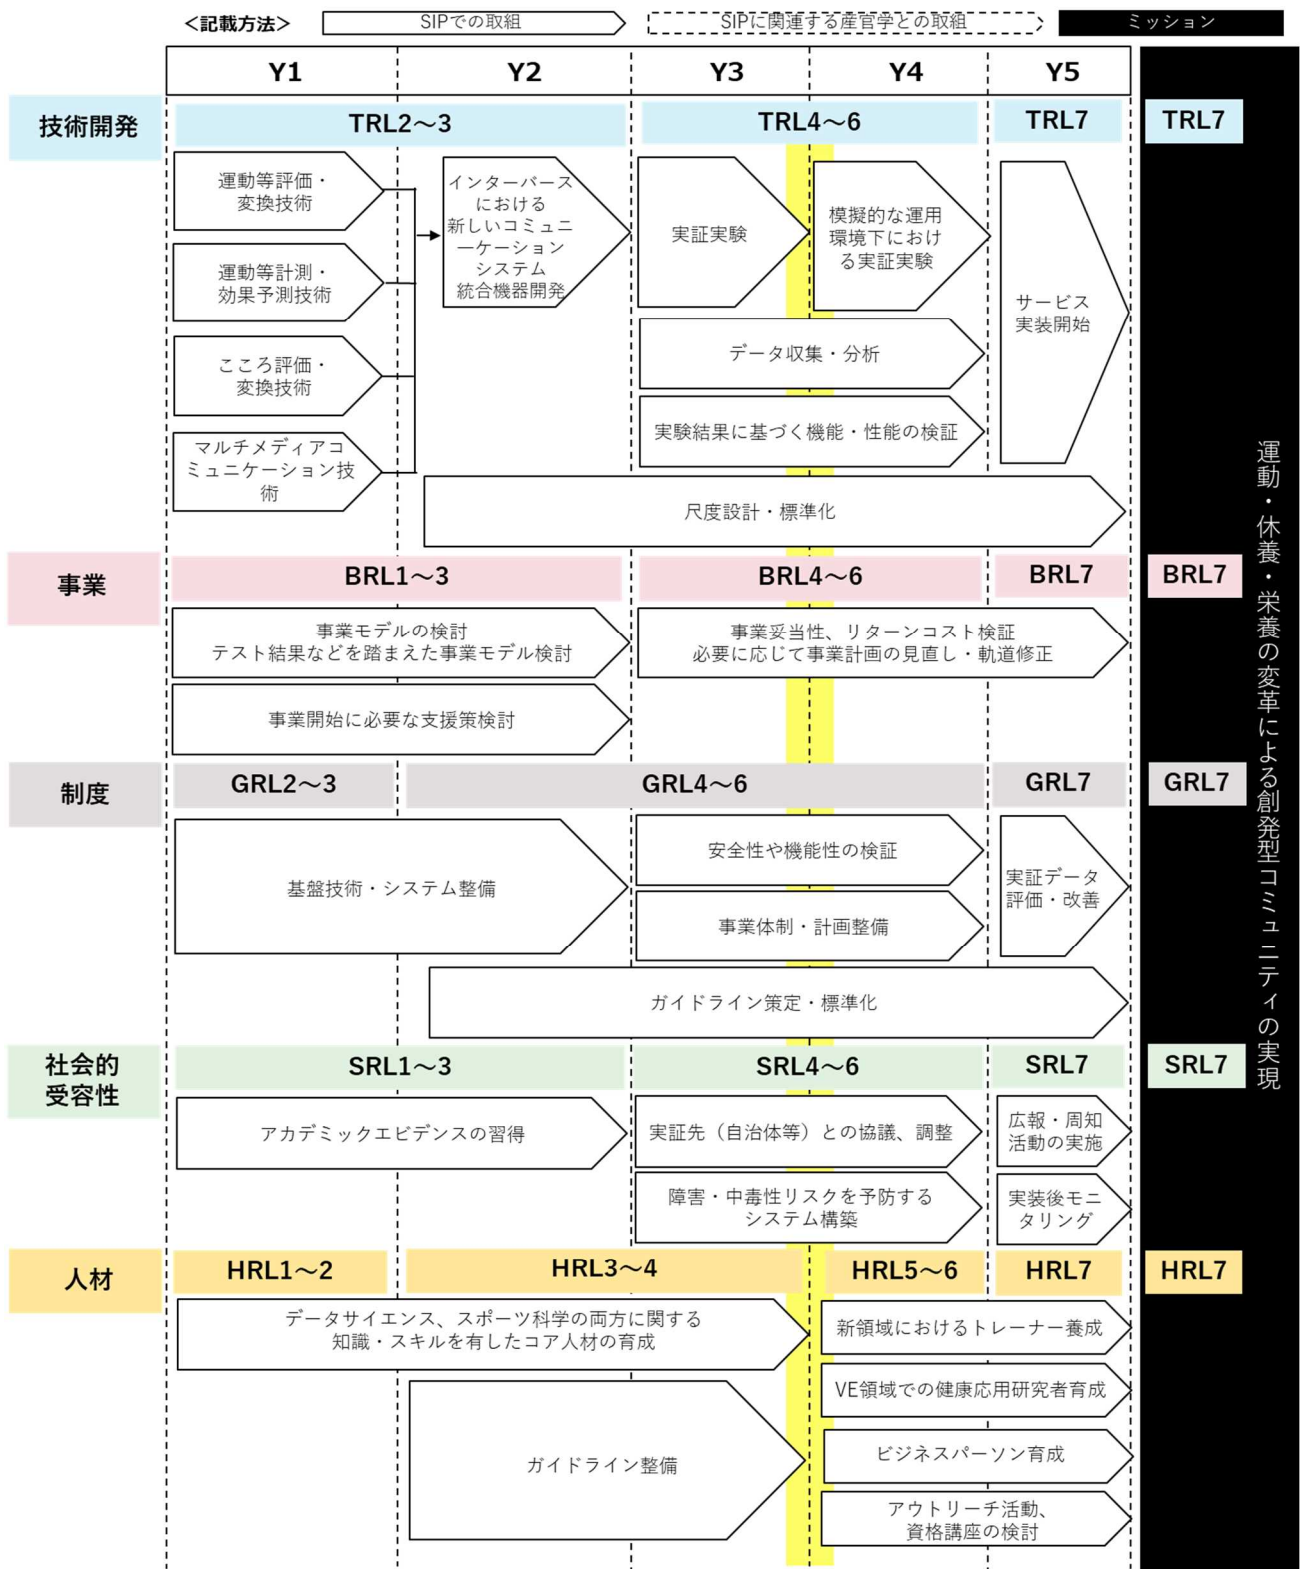 ＜記載方法＞
SIPでの取組
SIPに関連する産官学との取組
ミッション
Y1
Y2
Y3
Y4
Y5
技術開発
TRL2～3
TRL4～6
TRL7
TRL7
運動等評価・
変換技術
運動等計測・
効果予測技術
こころ評価・
変換技術
マルチメディアコ
ミュニケーション技
術
インターバース
における
新しいコミュニ
ーケーション
システム
統合機器開発
実証実験
模擬的な運用
環境下におけ
る実証実験
データ収集・分析
実験結果に基づく機能・性能の検証
サービス
実装開始
尺度設計・標準化
事業
BRL1～3
BRL4～6
BRL7
BRL7
事業モデルの検討
テスト結果などを踏まえた事業モデル検討
事業妥当性、リターンコスト検証
必要に応じて事業計画の見直し・軌道修正
事業開始に必要な支援策検討
制度
GRL2～3
GRL4～6
GRL7
GRL7
基盤技術・システム整備
安全性や機能性の検証
事業体制・計画整備
実証データ
評価・改善
ガイドライン策定・標準化
社会的
受容性
SRL1～3
SRL4～6
SRL7
SRL7
アカデミックエビデンスの習得
実証先（自治体等）との協議、調整
障害・中毒性リスクを予防する
システム構築
広報・周知
活動の実施
実装後モニ
タリング
人材
HRL1～2
HRL3～4
HRL5～6
HRL7
HRL7
データサイエンス、スポーツ科学の両方に関する
知識・スキルを有したコア人材の育成
ガイドライン整備
新領域におけるトレーナー養成
VE領域での健康応用研究者育成
ビジネスパーソン育成
アウトリーチ活動、
資格講座の検討
運動・休養・栄養の変革による創発型コミュニティの実現